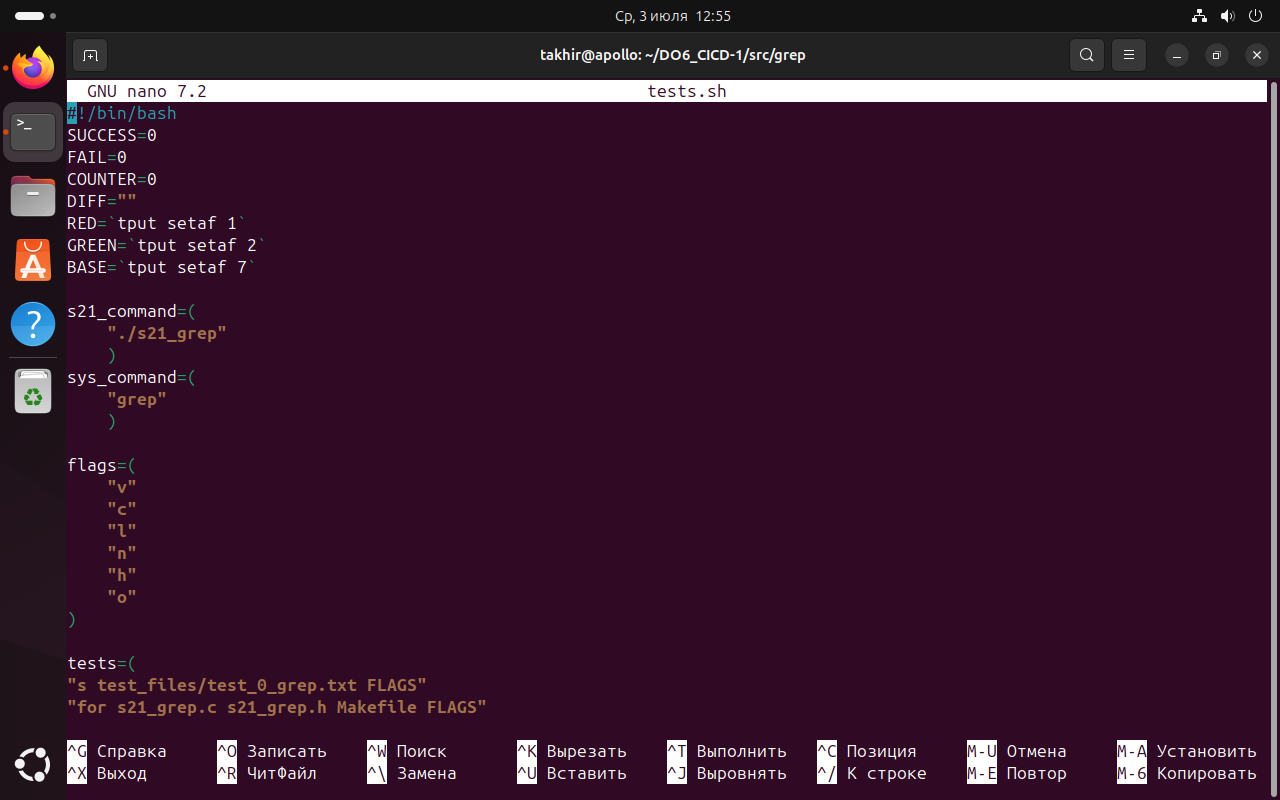 Ср, 3 июля 12:55
takhir@apollo: ~/DO6_CICD-1/src/grep
GNU nano 7.2 tests.sh
#!/bin/bash
SUCCESS=0
FAIL=0
COUNTER=0
DIFF=""
RED=`tput setaf 1`
GREEN=`tput setaf 2`
BASE=`tput setaf 7`
s21_command=(
"./s21_grep"
)
sys_command=(
"grep"
)
flags=(
"v"
"c"
"l"
"n"
"h"
"o"
)
tests=(
"s test_files/test_0_grep.txt FLAGS"
"for s21_grep.c s21_grep.h Makefile FLAGS"
^G Справка ^O Записать ^W Поиск ^K Вырезать ^T Выполнить ^C Позиция M-U Отмена M-A Установить
^X Выход ^R ЧитФайл ^\ Замена ^U Вставить ^J Выровнять ^/ К строке M-E Повтор M-6 Копировать